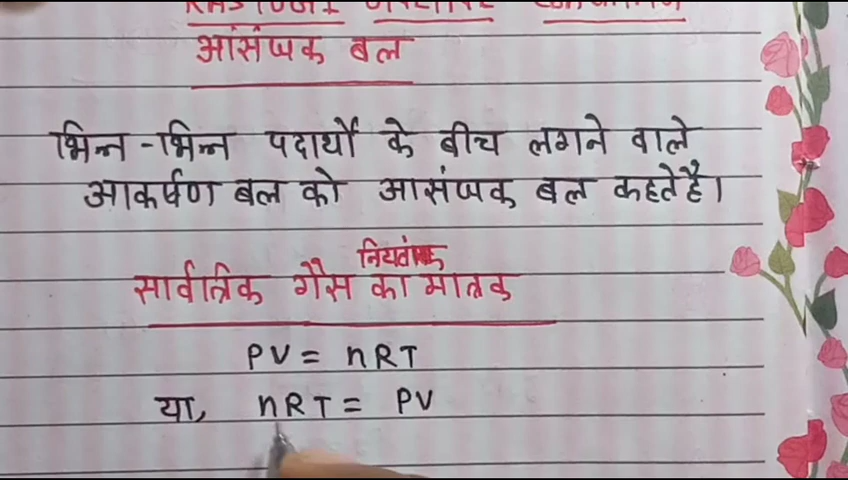 आसंजक बल
भिन्न-भिन्न पदार्थो के बीच लगने वाले
आकर्षण बल को आसंजक बल कहते है।
नियतांक
सार्वत्रिक गैस का मात्रक
PV = nRT
या, nRT = PV